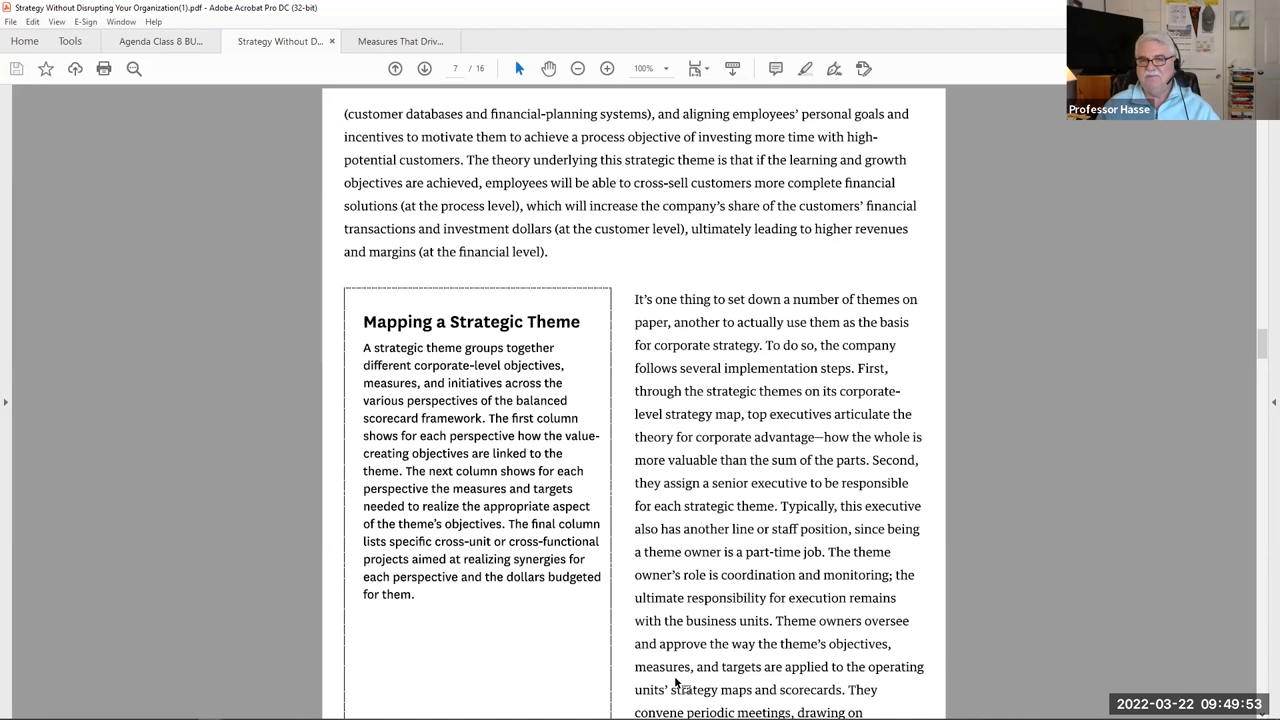 Strategy Without Disrupting Your Organization(1).pdf - Adobe Acrobat Pro DC (32-bit)
File Edit View E-Sign Window Help
Home Tools Agenda Class 8 BU... Strategy Without D... × Measures That Driv...
7 / 16 100%
Professor Hasse
(customer databases and financial-planning systems), and aligning employees’ personal goals and
incentives to motivate them to achieve a process objective of investing more time with high-
potential customers. The theory underlying this strategic theme is that if the learning and growth
objectives are achieved, employees will be able to cross-sell customers more complete financial
solutions (at the process level), which will increase the company’s share of the customers’ financial
transactions and investment dollars (at the customer level), ultimately leading to higher revenues
and margins (at the financial level).
Mapping a Strategic Theme
A strategic theme groups together
different corporate-level objectives,
measures, and initiatives across the
various perspectives of the balanced
scorecard framework. The first column
shows for each perspective how the value-
creating objectives are linked to the
theme. The next column shows for each
perspective the measures and targets
needed to realize the appropriate aspect
of the theme’s objectives. The final column
lists specific cross-unit or cross-functional
projects aimed at realizing synergies for
each perspective and the dollars budgeted
for them.
It’s one thing to set down a number of themes on
paper, another to actually use them as the basis
for corporate strategy. To do so, the company
follows several implementation steps. First,
through the strategic themes on its corporate-
level strategy map, top executives articulate the
theory for corporate advantage—how the whole is
more valuable than the sum of the parts. Second,
they assign a senior executive to be responsible
for each strategic theme. Typically, this executive
also has another line or staff position, since being
a theme owner is a part-time job. The theme
owner’s role is coordination and monitoring; the
ultimate responsibility for execution remains
with the business units. Theme owners oversee
and approve the way the theme’s objectives,
measures, and targets are applied to the operating
units’ strategy maps and scorecards. They
convene periodic meetings, drawing on
2022-03-22 09:49:53